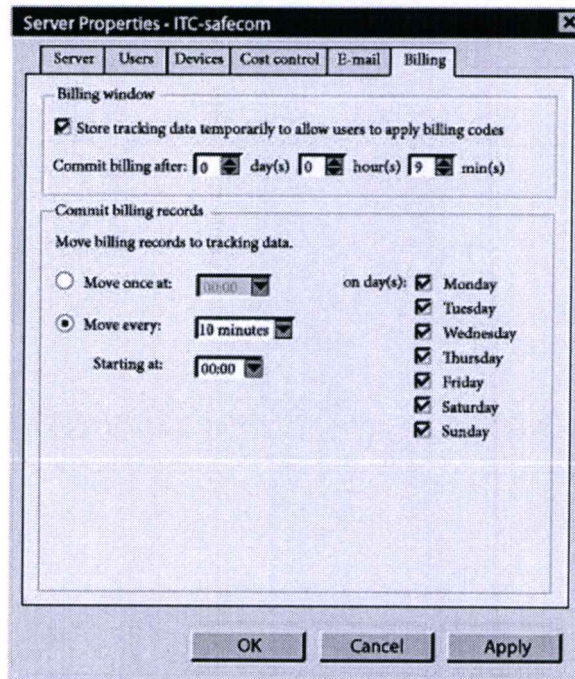 Server Properties - ITC-safecom
Server Users Devices Cost control E-mail Billing
Billing window
Store tracking data temporarily to allow users to apply billing codes
Commit billing after: 0 day(s) 0 hour(s) 9 min(s)
Commit billing records
Move billing records to tracking data.
Move once at: 00:00 on day(s): Monday
Tuesday
Move every: 10 minutes Wednesday
Starting at: 00:00 Thursday
Friday
Saturday
Sunday
OK Cancel Apply